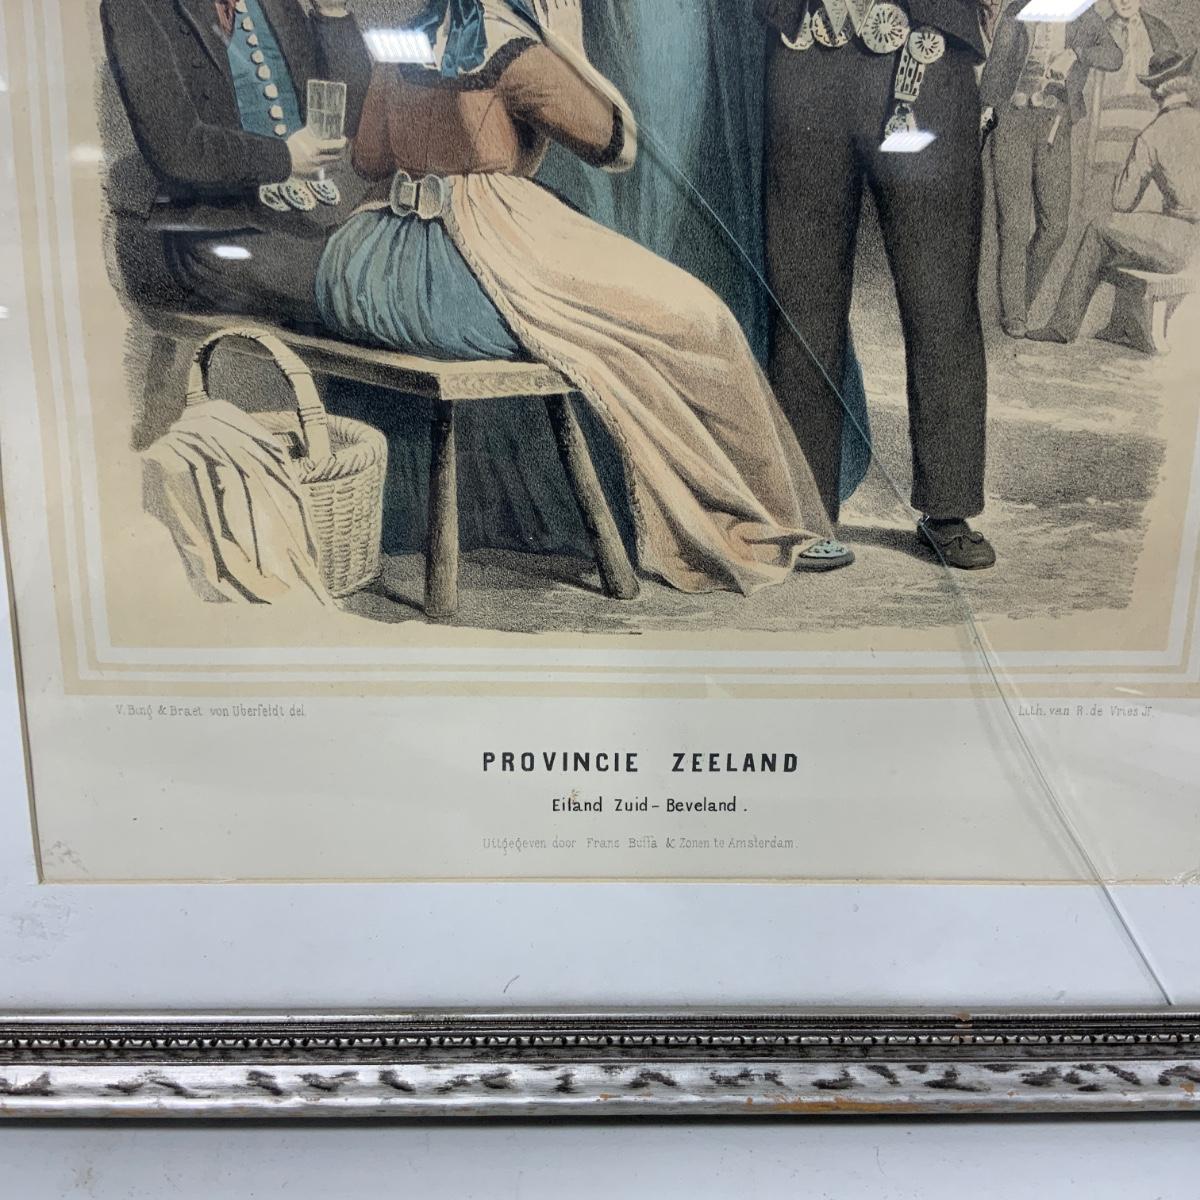 V. Bing & Braet von Uberfeldt del.
Lith. van R. de Vries Jr.
PROVINCIE ZEELAND
Eiland Zuid-Beveland.
Uitgegeven door Frans Buffa & Zonen te Amsterdam.